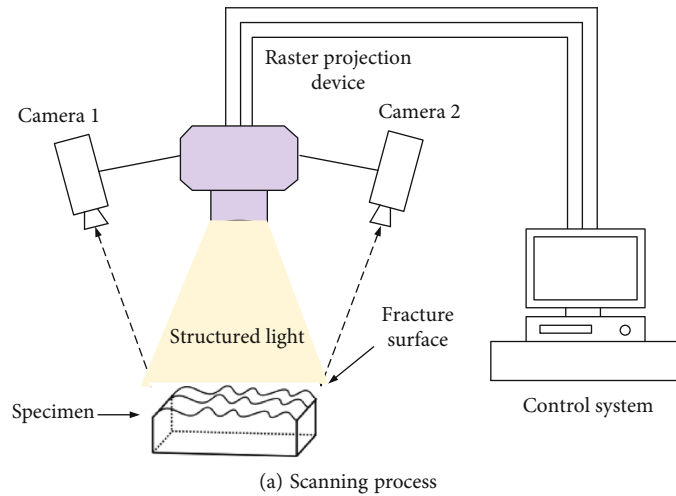 Raster projection
device
Camera 1
Camera 2
Structured light
Fracture
surface
Specimen
Control system
(a) Scanning process